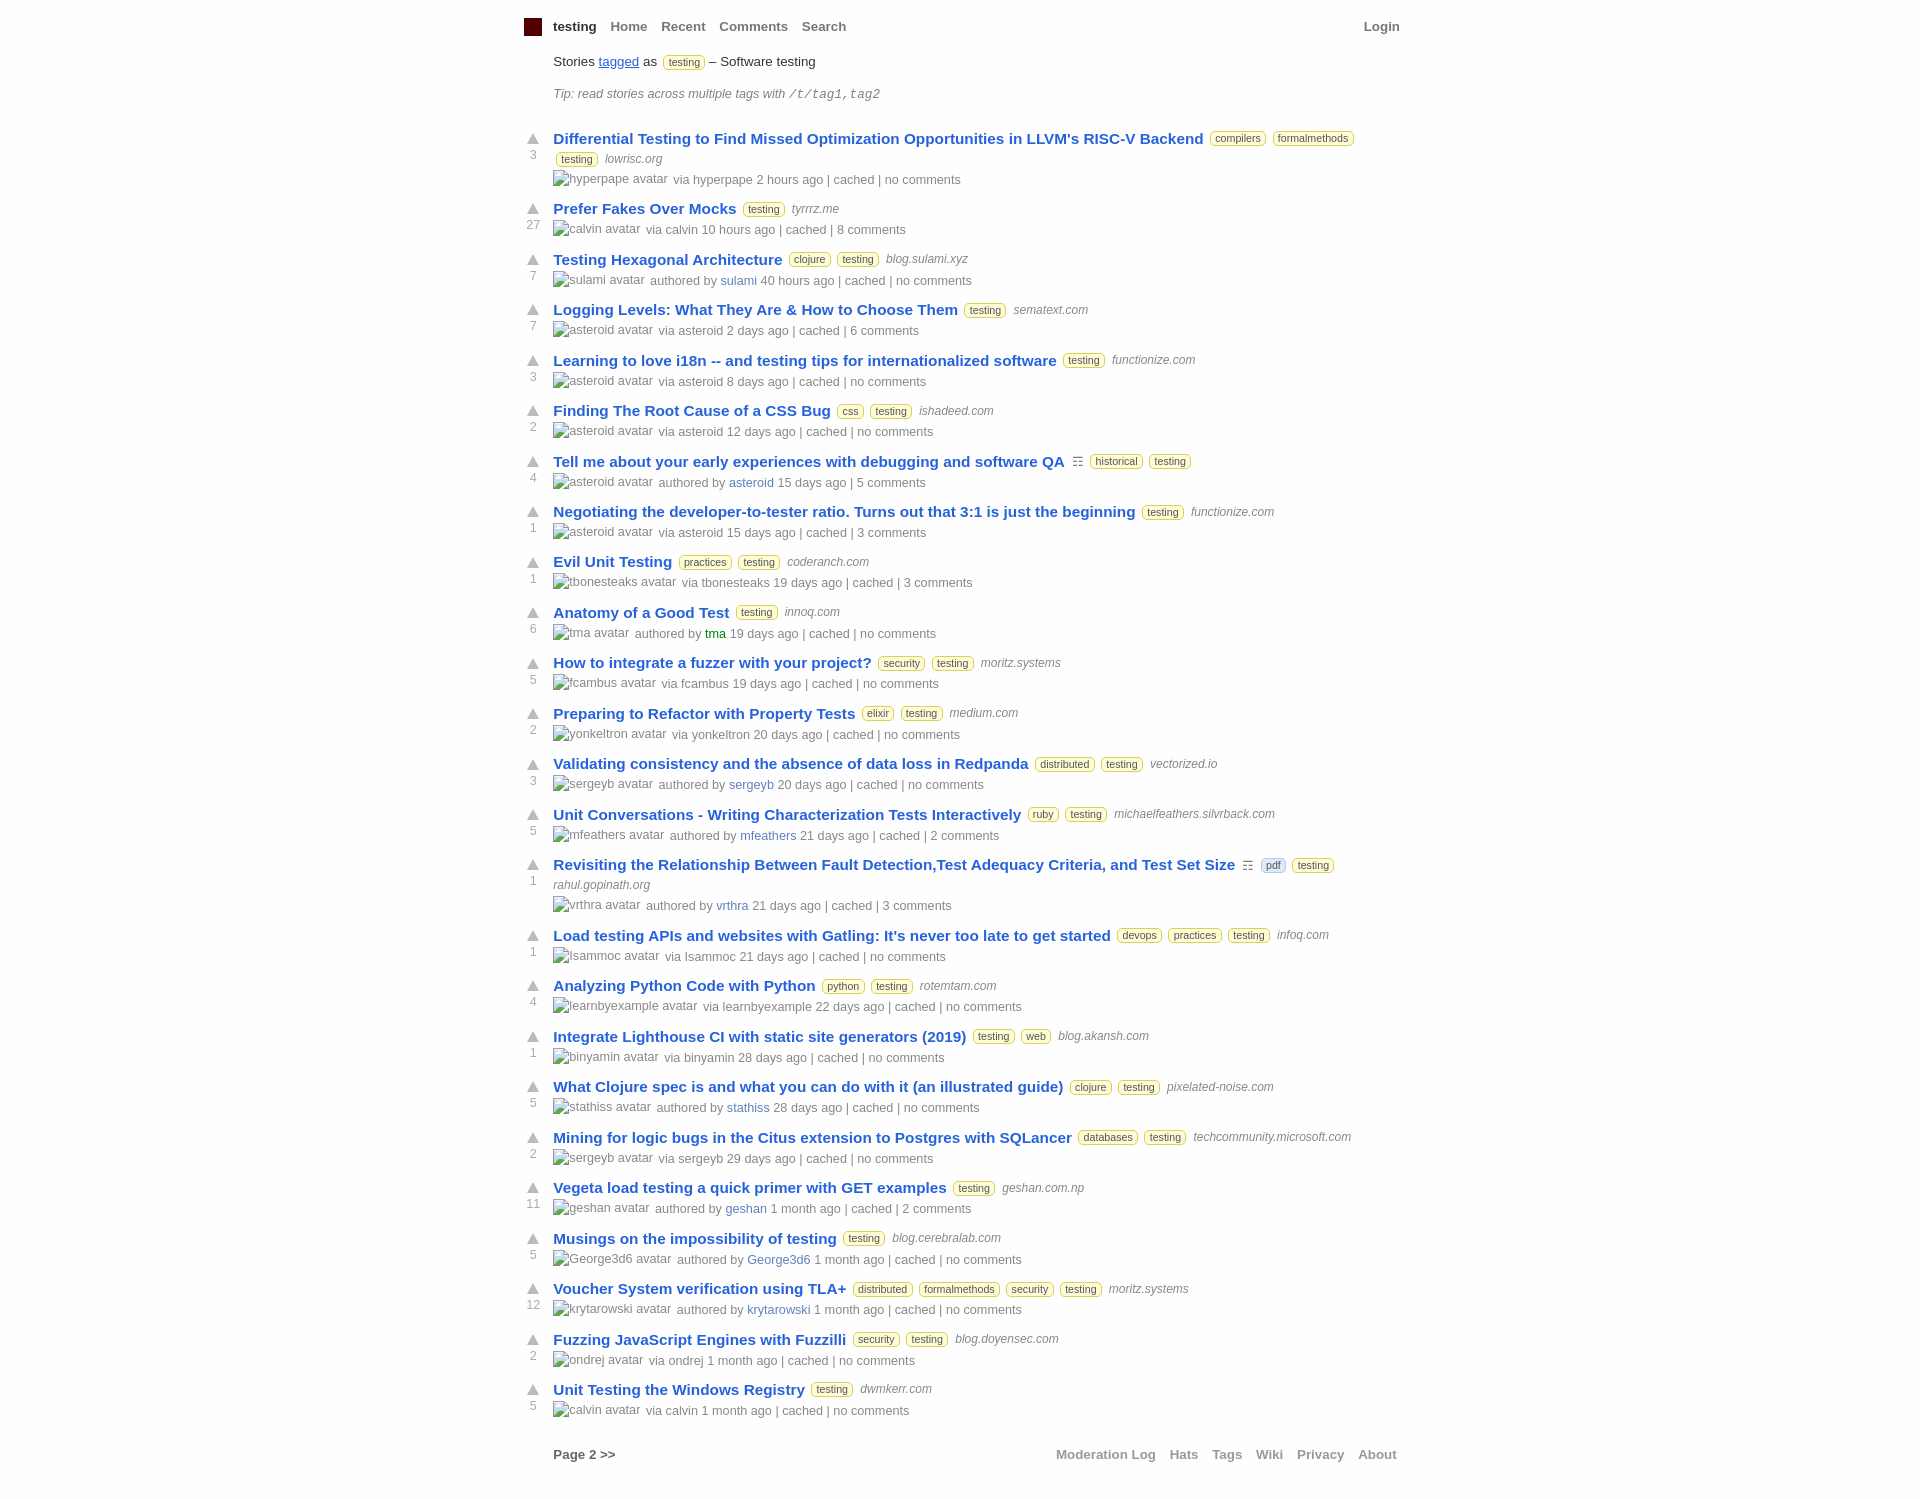 testing Home Recent Comments Search Login
Stories tagged as testing – Software testing
Tip: read stories across multiple tags with /t/tag1,tag2
Differential Testing to Find Missed Optimization Opportunities in LLVM's RISC-V Backend compilers formalmethods
3 testing lowrisc.org
hyperpape avatar via hyperpape 2 hours ago | cached | no comments
Prefer Fakes Over Mocks testing tyrrrz.me
27 calvin avatar via calvin 10 hours ago | cached | 8 comments
Testing Hexagonal Architecture clojure testing blog.sulami.xyz
7 sulami avatar authored by sulami 40 hours ago | cached | no comments
Logging Levels: What They Are & How to Choose Them testing sematext.com
7 asteroid avatar via asteroid 2 days ago | cached | 6 comments
Learning to love i18n -- and testing tips for internationalized software testing functionize.com
3 asteroid avatar via asteroid 8 days ago | cached | no comments
Finding The Root Cause of a CSS Bug css testing ishadeed.com
2 asteroid avatar via asteroid 12 days ago | cached | no comments
Tell me about your early experiences with debugging and software QA ☶ historical testing
4 asteroid avatar authored by asteroid 15 days ago | 5 comments
Negotiating the developer-to-tester ratio. Turns out that 3:1 is just the beginning testing functionize.com
1 asteroid avatar via asteroid 15 days ago | cached | 3 comments
Evil Unit Testing practices testing coderanch.com
1 tbonesteaks avatar via tbonesteaks 19 days ago | cached | 3 comments
Anatomy of a Good Test testing innoq.com
6 tma avatar authored by tma 19 days ago | cached | no comments
How to integrate a fuzzer with your project? security testing moritz.systems
5 fcambus avatar via fcambus 19 days ago | cached | no comments
Preparing to Refactor with Property Tests elixir testing medium.com
2 yonkeltron avatar via yonkeltron 20 days ago | cached | no comments
Validating consistency and the absence of data loss in Redpanda distributed testing vectorized.io
3 sergeyb avatar authored by sergeyb 20 days ago | cached | no comments
Unit Conversations - Writing Characterization Tests Interactively ruby testing michaelfeathers.silvrback.com
5 mfeathers avatar authored by mfeathers 21 days ago | cached | 2 comments
Revisiting the Relationship Between Fault Detection,Test Adequacy Criteria, and Test Set Size ☶ pdf testing
1 rahul.gopinath.org
vrthra avatar authored by vrthra 21 days ago | cached | 3 comments
Load testing APIs and websites with Gatling: It's never too late to get started devops practices testing infoq.com
1 Isammoc avatar via Isammoc 21 days ago | cached | no comments
Analyzing Python Code with Python python testing rotemtam.com
4 learnbyexample avatar via learnbyexample 22 days ago | cached | no comments
Integrate Lighthouse CI with static site generators (2019) testing web blog.akansh.com
1 binyamin avatar via binyamin 28 days ago | cached | no comments
What Clojure spec is and what you can do with it (an illustrated guide) clojure testing pixelated-noise.com
5 stathiss avatar authored by stathiss 28 days ago | cached | no comments
Mining for logic bugs in the Citus extension to Postgres with SQLancer databases testing techcommunity.microsoft.com
2 sergeyb avatar via sergeyb 29 days ago | cached | no comments
Vegeta load testing a quick primer with GET examples testing geshan.com.np
11 geshan avatar authored by geshan 1 month ago | cached | 2 comments
Musings on the impossibility of testing testing blog.cerebralab.com
5 George3d6 avatar authored by George3d6 1 month ago | cached | no comments
Voucher System verification using TLA+ distributed formalmethods security testing moritz.systems
12 krytarowski avatar authored by krytarowski 1 month ago | cached | no comments
Fuzzing JavaScript Engines with Fuzzilli security testing blog.doyensec.com
2 ondrej avatar via ondrej 1 month ago | cached | no comments
Unit Testing the Windows Registry testing dwmkerr.com
5 calvin avatar via calvin 1 month ago | cached | no comments
Page 2 >> Moderation Log Hats Tags Wiki Privacy About